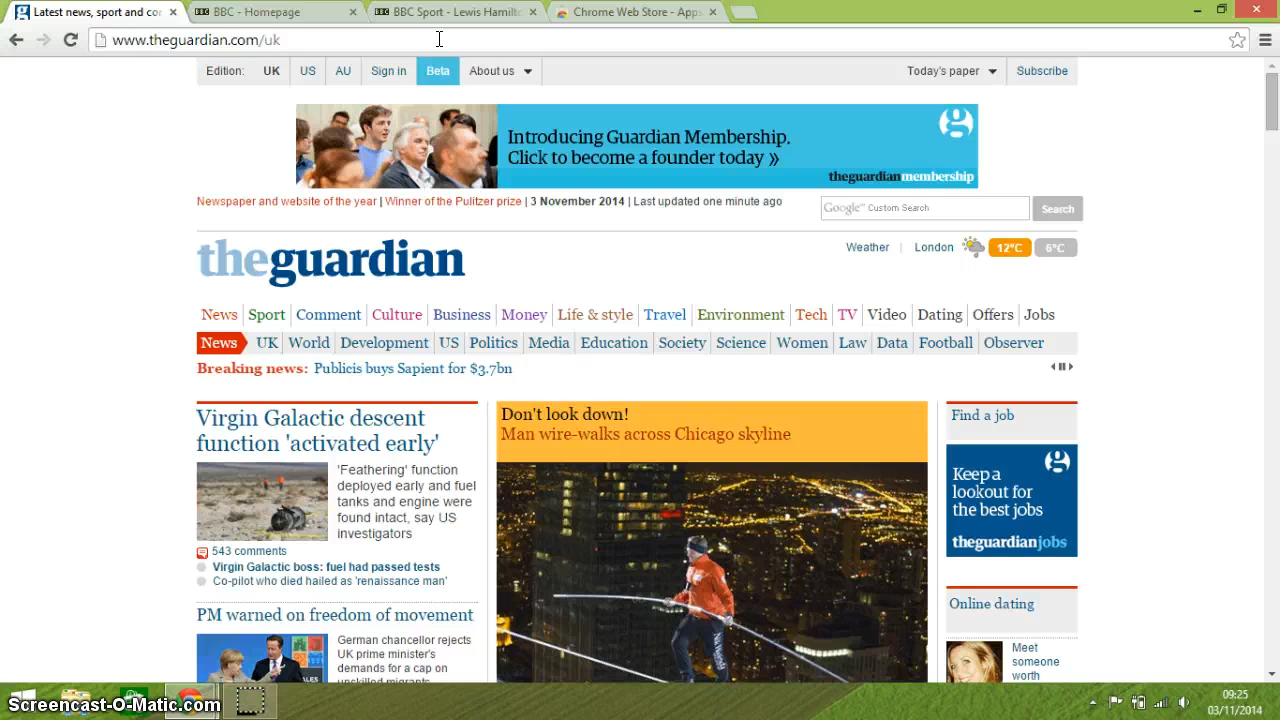 Latest news, sport and co
BBC - Homepage
BBC Sport - Lewis Hamilto
Chrome Web Store - Apps
www.theguardian.com/uk
Edition: UK US AU Sign in Beta About us
Today's paper Subscribe
Introducing Guardian Membership.
Click to become a founder today »
theguardianmembership
Newspaper and website of the year | Winner of the Pulitzer prize | 3 November 2014 | Last updated one minute ago
Google Custom Search Search
theguardian
Weather | London 12°C 6°C
News Sport Comment Culture Business Money Life & style Travel Environment Tech TV Video Dating Offers Jobs
News UK World Development US Politics Media Education Society Science Women Law Data Football Observer
Breaking news: Publicis buys Sapient for $3.7bn
Virgin Galactic descent
function 'activated early'
'Feathering' function
deployed early and fuel
tanks and engine were
found intact, say US
investigators
543 comments
Virgin Galactic boss: fuel had passed tests
Co-pilot who died hailed as 'renaissance man'
PM warned on freedom of movement
German chancellor rejects
UK prime minister's
demands for a cap on
unskilled migrants
Don't look down!
Man wire-walks across Chicago skyline
Find a job
Keep a
lookout for
the best jobs
theguardianjobs
Online dating
Meet
someone
worth
Screencast-O-Matic.com
09:25
03/11/2014